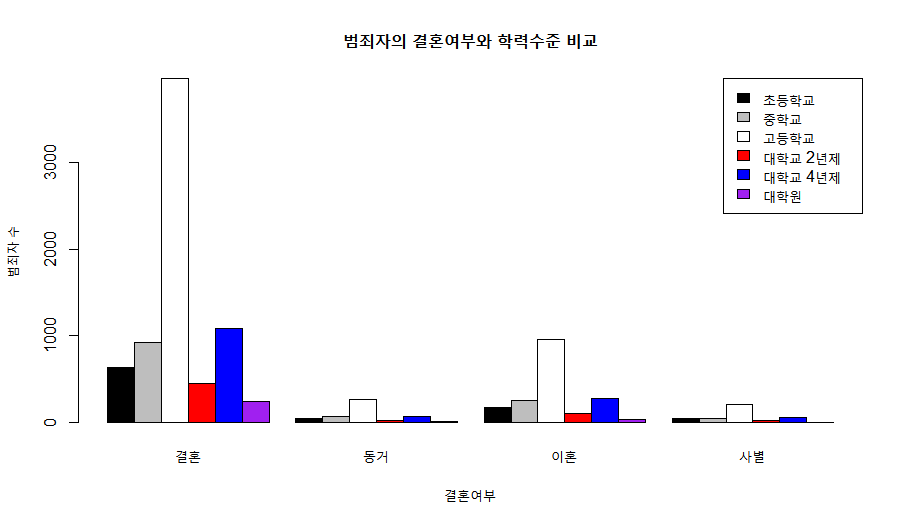 범죄자의 결혼여부와 학력수준 비교
초등학교
중학교
고등학교
대학교 2년제
대학교 4년제
대학원
범죄자 수
3000
2000
1000
0
결혼 동거 이혼 사별
결혼여부